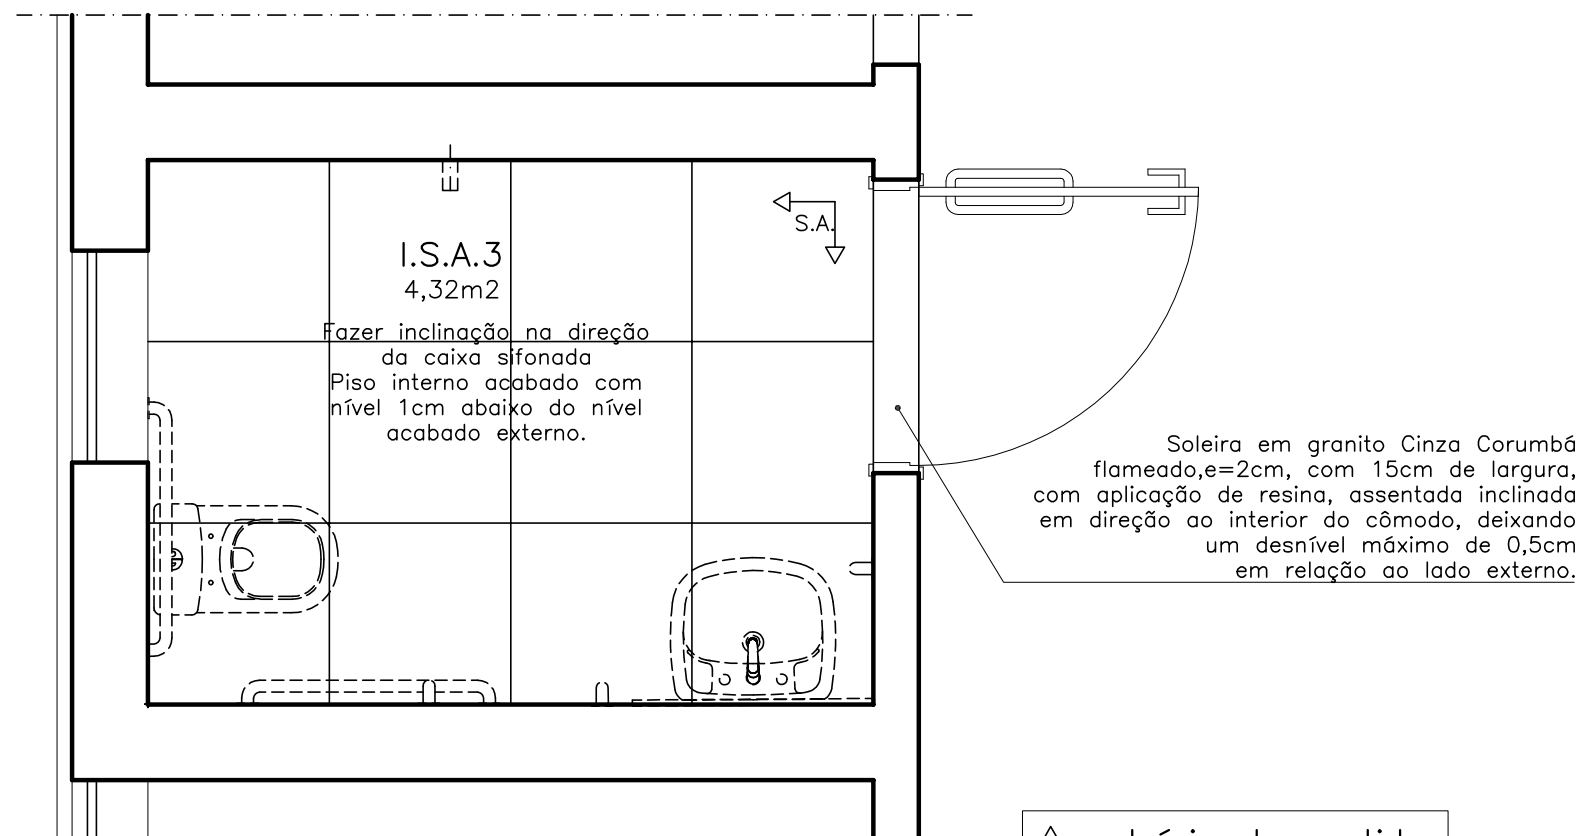 S.A.
I.S.A.3
4,32m2
Fazer inclinação na direção
da caixa sifonada
Piso interno acabado com
nível 1cm abaixo do nível
acabado externo.
Soleira em granito Cinza Corumbá
flameado,e=2cm, com 15cm de largura,
com aplicação de resina, assentada inclinada
em direção ao interior do cômodo, deixando
um desnível máximo de 0,5cm
em relação ao lado externo.